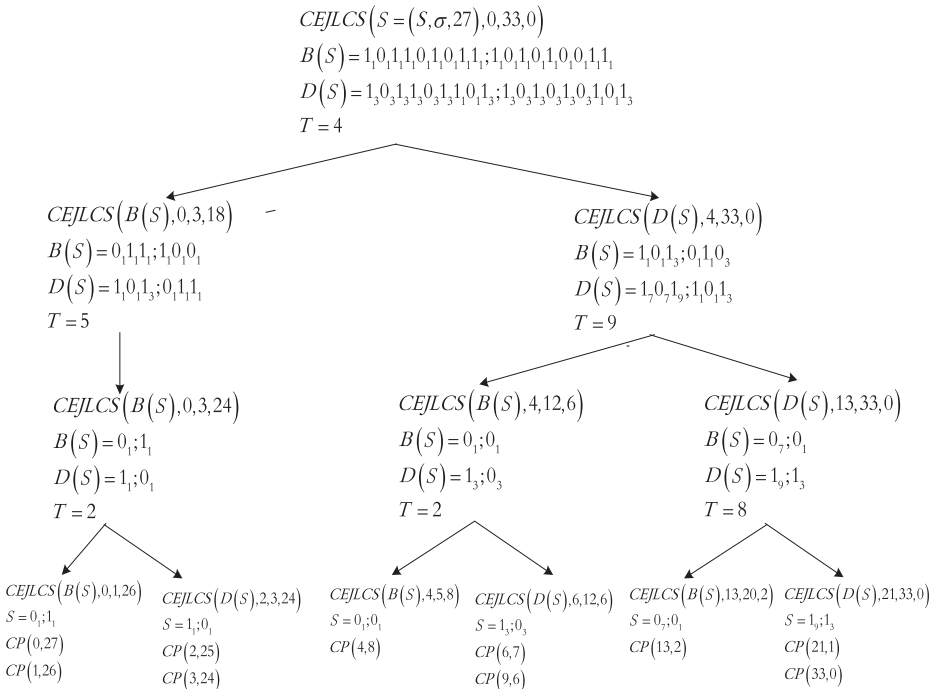 CEJLCS(S=(S,σ,27),0,33,0)
B(S)=1₁0₁1₁1₁0₁1₁0₁1₁1₁;1₁0₁1₁0₁1₁0₁0₁1₁1₁
D(S)=1₃0₃1₃1₃0₃1₃1₁0₁1₃;1₃0₃1₃0₃1₃0₃1₁0₁1₃
T=4
CEJLCS(B(S),0,3,18)
B(S)=0₁1₁1₁;1₁0₁0₁
D(S)=1₁0₁1₃;0₁1₁1₁
T=5
CEJLCS(D(S),4,33,0)
B(S)=1₁0₁1₃;0₁1₁0₃
D(S)=1₇0₇1₉;1₁0₁1₃
T=9
CEJLCS(B(S),0,3,24)
B(S)=0₁;1₁
D(S)=1₁;0₁
T=2
CEJLCS(B(S),4,12,6)
B(S)=0₁;0₁
D(S)=1₃;0₃
T=2
CEJLCS(D(S),13,33,0)
B(S)=0₇;0₁
D(S)=1₉;1₃
T=8
CEJLCS(B(S),0,1,26)
S=0₁;1₁
CP(0,27)
CP(1,26)
CEJLCS(D(S),2,3,24)
S=1₁;0₁
CP(2,25)
CP(3,24)
CEJLCS(B(S),4,5,8)
S=0₁;0₁
CP(4,8)
CEJLCS(D(S),6,12,6)
S=1₃;0₃
CP(6,7)
CP(9,6)
CEJLCS(B(S),13,20,2)
S=0₇;0₁
CP(13,2)
CEJLCS(D(S),21,33,0)
S=1₉;1₃
CP(21,1)
CP(33,0)